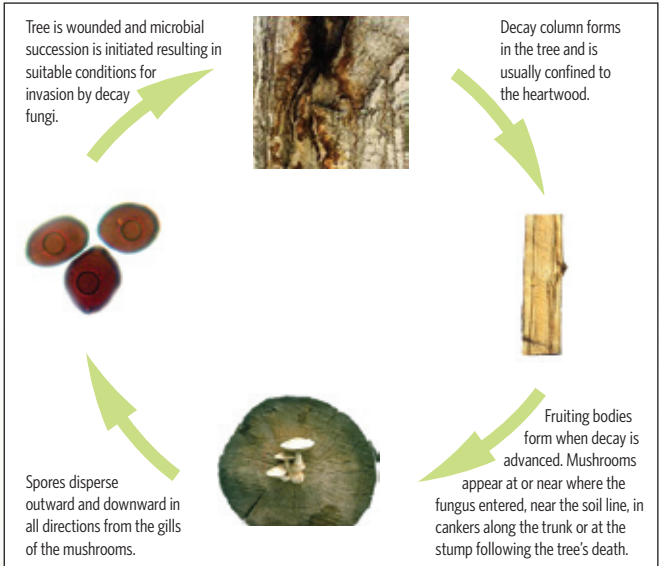 Tree is wounded and microbial
succession is initiated resulting in
suitable conditions for
invasion by decay
fungi.
Decay column forms
in the tree and is
usually confined to
the heartwood.
Fruiting bodies
form when decay is
advanced. Mushrooms
appear at or near where the
fungus entered, near the soil line, in
cankers along the trunk or at the
stump following the tree's death.
Spores disperse
outward and downward in
all directions from the gills
of the mushrooms.